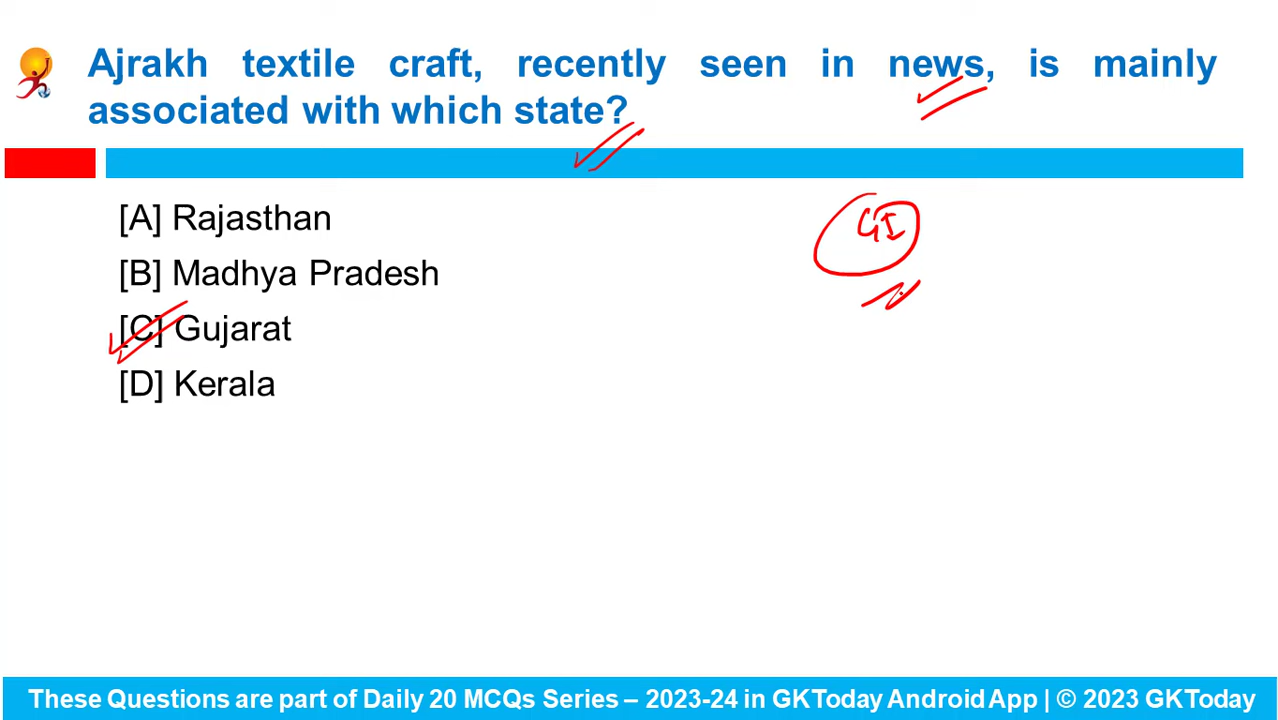 Ajrakh textile craft, recently seen in news, is mainly
associated with which state?
[A] Rajasthan
GI
[B] Madhya Pradesh
[C] Gujarat
[D] Kerala
These Questions are part of Daily 20 MCQs Series – 2023-24 in GKToday Android App | © 2023 GKToday